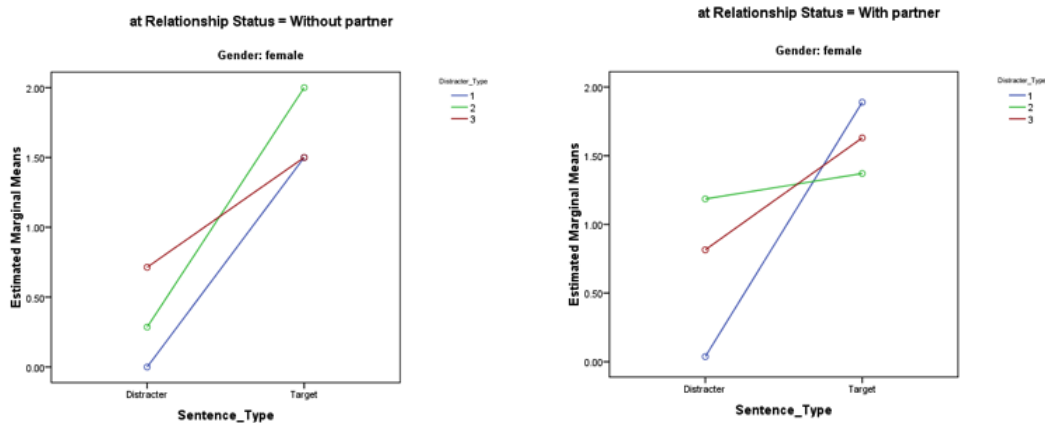 at Relationship Status = Without partner
Gender: female
Estimated Marginal Means
2.00
1.50
1.00
0.50
0.00
Distracter
Target
Sentence_Type
Distracter_Type
1
2
3
at Relationship Status = With partner
Gender: female
Estimated Marginal Means
2.00
1.50
1.00
0.50
0.00
Distracter
Target
Sentence_Type
Distracter_Type
1
2
3